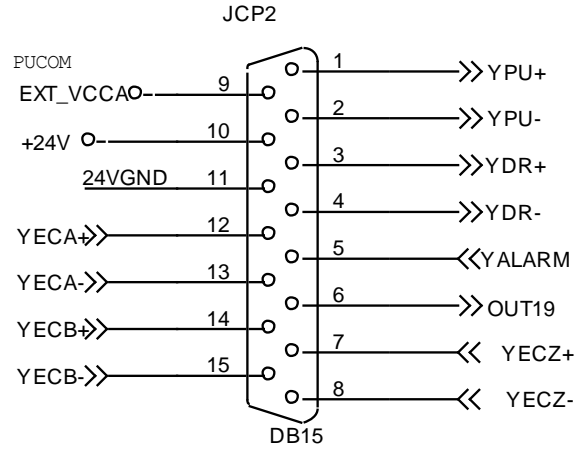 JCP2
PUCOM
1 YPU+
EXT_VCCA 9
2 YPU-
+24V 10
3 YDR+
24VGND 11
4 YDR-
YECA+ 12
5 YALARM
YECA- 13
6 OUT19
YECB+ 14
7 YECZ+
YECB- 15
8 YECZ-
DB15